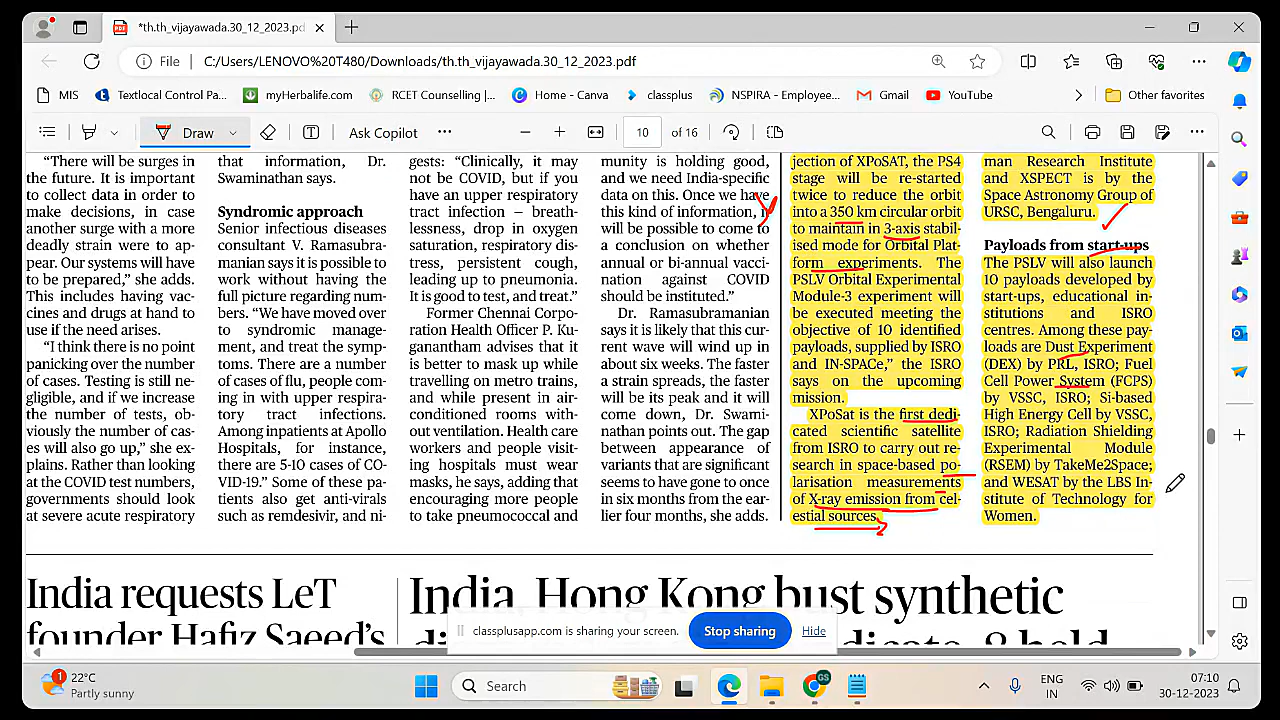 *th.th_vijayawada.30_12_2023.pd
File
C:/Users/LENOVO%20T480/Downloads/th.th_vijayawada.30_12_2023.pdf
MIS
Textlocal Control Pa...
myHerbalife.com
RCET Counselling |...
Home - Canva
classplus
NSPIRA - Employee...
Gmail
YouTube
Other favorites
Draw
Ask Copilot
10
of 16
“There will be surges in
the future. It is important
to collect data in order to
make decisions, in case
another surge with a more
deadly strain were to ap-
pear. Our systems will have
to be prepared,” she adds.
This includes having vac-
cines and drugs at hand to
use if the need arises.
“I think there is no point
panicking over the number
of cases. Testing is still ne-
gligible, and if we increase
the number of tests, ob-
viously the number of cas-
es will also go up,” she ex-
plains. Rather than looking
at the COVID test numbers,
governments should look
at severe acute respiratory
that information, Dr.
Swaminathan says.
Syndromic approach
Senior infectious diseases
consultant V. Ramasubra-
manian says it is possible to
work without having the
full picture regarding num-
bers. “We have moved over
to syndromic manage-
ment, and treat the symp-
toms. There are a number
of cases of flu, people com-
ing in with upper respira-
tory tract infections.
Among inpatients at Apollo
Hospitals, for instance,
there are 5-10 cases of CO-
VID-19.” Some of these pa-
tients also get anti-virals
such as remdesivir, and ni-
gests: “Clinically, it may
not be COVID, but if you
have an upper respiratory
tract infection – breath-
lessness, drop in oxygen
saturation, respiratory dis-
tress, persistent cough,
leading up to pneumonia.
It is good to test, and treat.”
Former Chennai Corpo-
ration Health Officer P. Ku-
ganantham advises that it
is better to mask up while
travelling on metro trains,
and while present in air-
conditioned rooms with-
out ventilation. Health care
workers and people visit-
ing hospitals must wear
masks, he says, adding that
encouraging more people
to take pneumococcal and
munity is holding good,
and we need India-specific
data on this. Once we have
this kind of information, it
will be possible to come to
a conclusion on whether
annual or bi-annual vacci-
nation against COVID
should be instituted.”
Dr. Ramasubramanian
says it is likely that this cur-
rent wave will wind up in
about six weeks. The faster
a strain spreads, the faster
will be its peak and it will
come down, Dr. Swami-
nathan points out. The gap
between appearance of
variants that are significant
seems to have gone to once
in six months from the ear-
lier four months, she adds.
jection of XPoSAT, the PS4
stage will be re-started
twice to reduce the orbit
into a 350 km circular orbit
to maintain in 3-axis stabil-
ised mode for Orbital Plat-
form experiments. The
PSLV Orbital Experimental
Module-3 experiment will
be executed meeting the
objective of 10 identified
payloads, supplied by ISRO
and IN-SPACe,” the ISRO
says on the upcoming
mission.
XPoSat is the first dedi-
cated scientific satellite
from ISRO to carry out re-
search in space-based po-
larisation measurements
of X-ray emission from cel-
estial sources.
man Research Institute
and XSPECT is by the
Space Astronomy Group of
URSC, Bengaluru.
Payloads from start-ups
The PSLV will also launch
10 payloads developed by
start-ups, educational in-
stitutions and ISRO
centres. Among these pay-
loads are Dust Experiment
(DEX) by PRL, ISRO; Fuel
Cell Power System (FCPS)
by VSSC, ISRO; Si-based
High Energy Cell by VSSC,
ISRO; Radiation Shielding
Experimental Module
(RSEM) by TakeMe2Space;
and WESAT by the LBS In-
stitute of Technology for
Women.
India requests LeT
founder Hafiz Saeed’s
India, Hong Kong bust synthetic
classplusapp.com is sharing your screen.
Stop sharing
Hide
1
22°C
Partly sunny
Search
GS
ENG
IN
07:10
30-12-2023